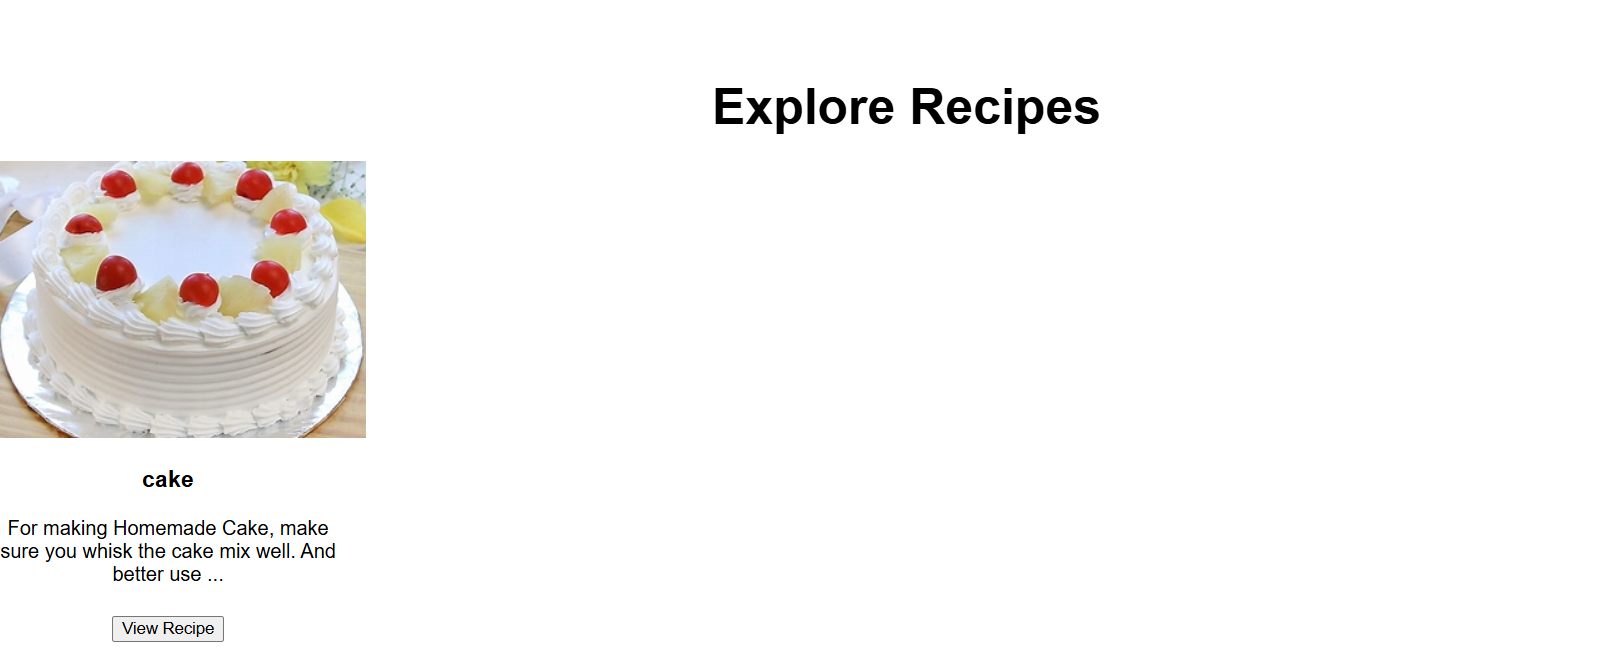 Explore Recipes
cake
For making Homemade Cake, make
sure you whisk the cake mix well. And
better use ...
View Recipe